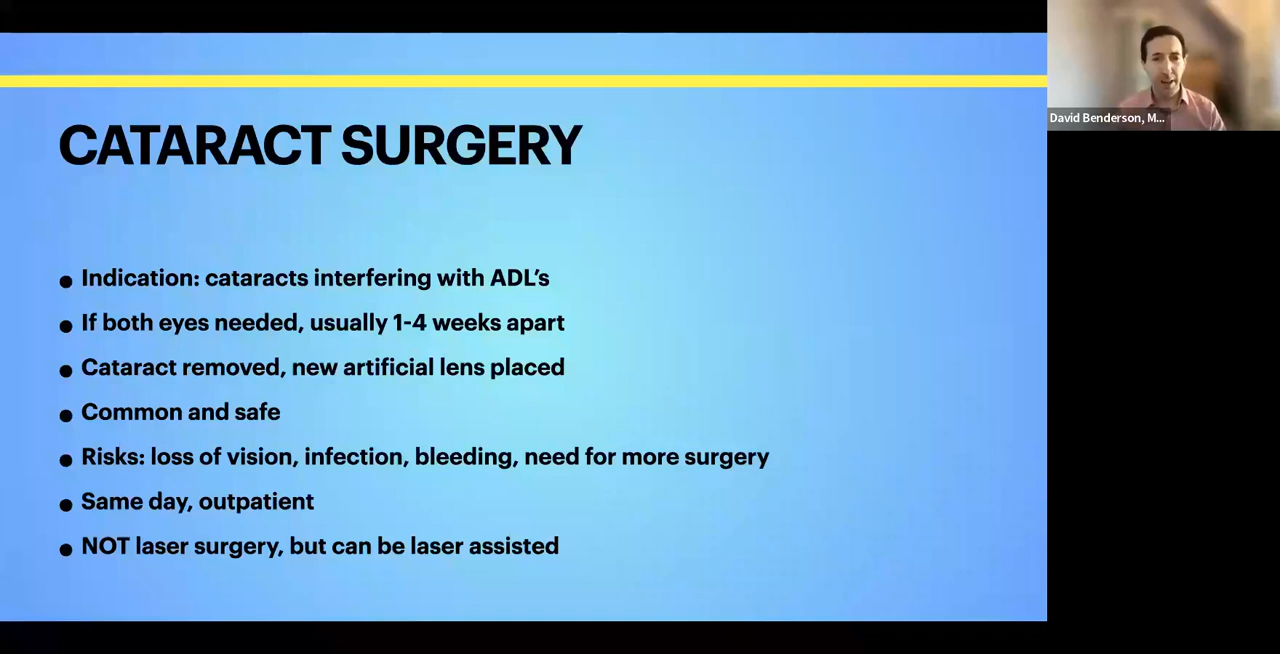 CATARACT SURGERY
● Indication: cataracts interfering with ADL’s
● If both eyes needed, usually 1-4 weeks apart
● Cataract removed, new artificial lens placed
● Common and safe
● Risks: loss of vision, infection, bleeding, need for more surgery
● Same day, outpatient
● NOT laser surgery, but can be laser assisted
David Benderson, M...